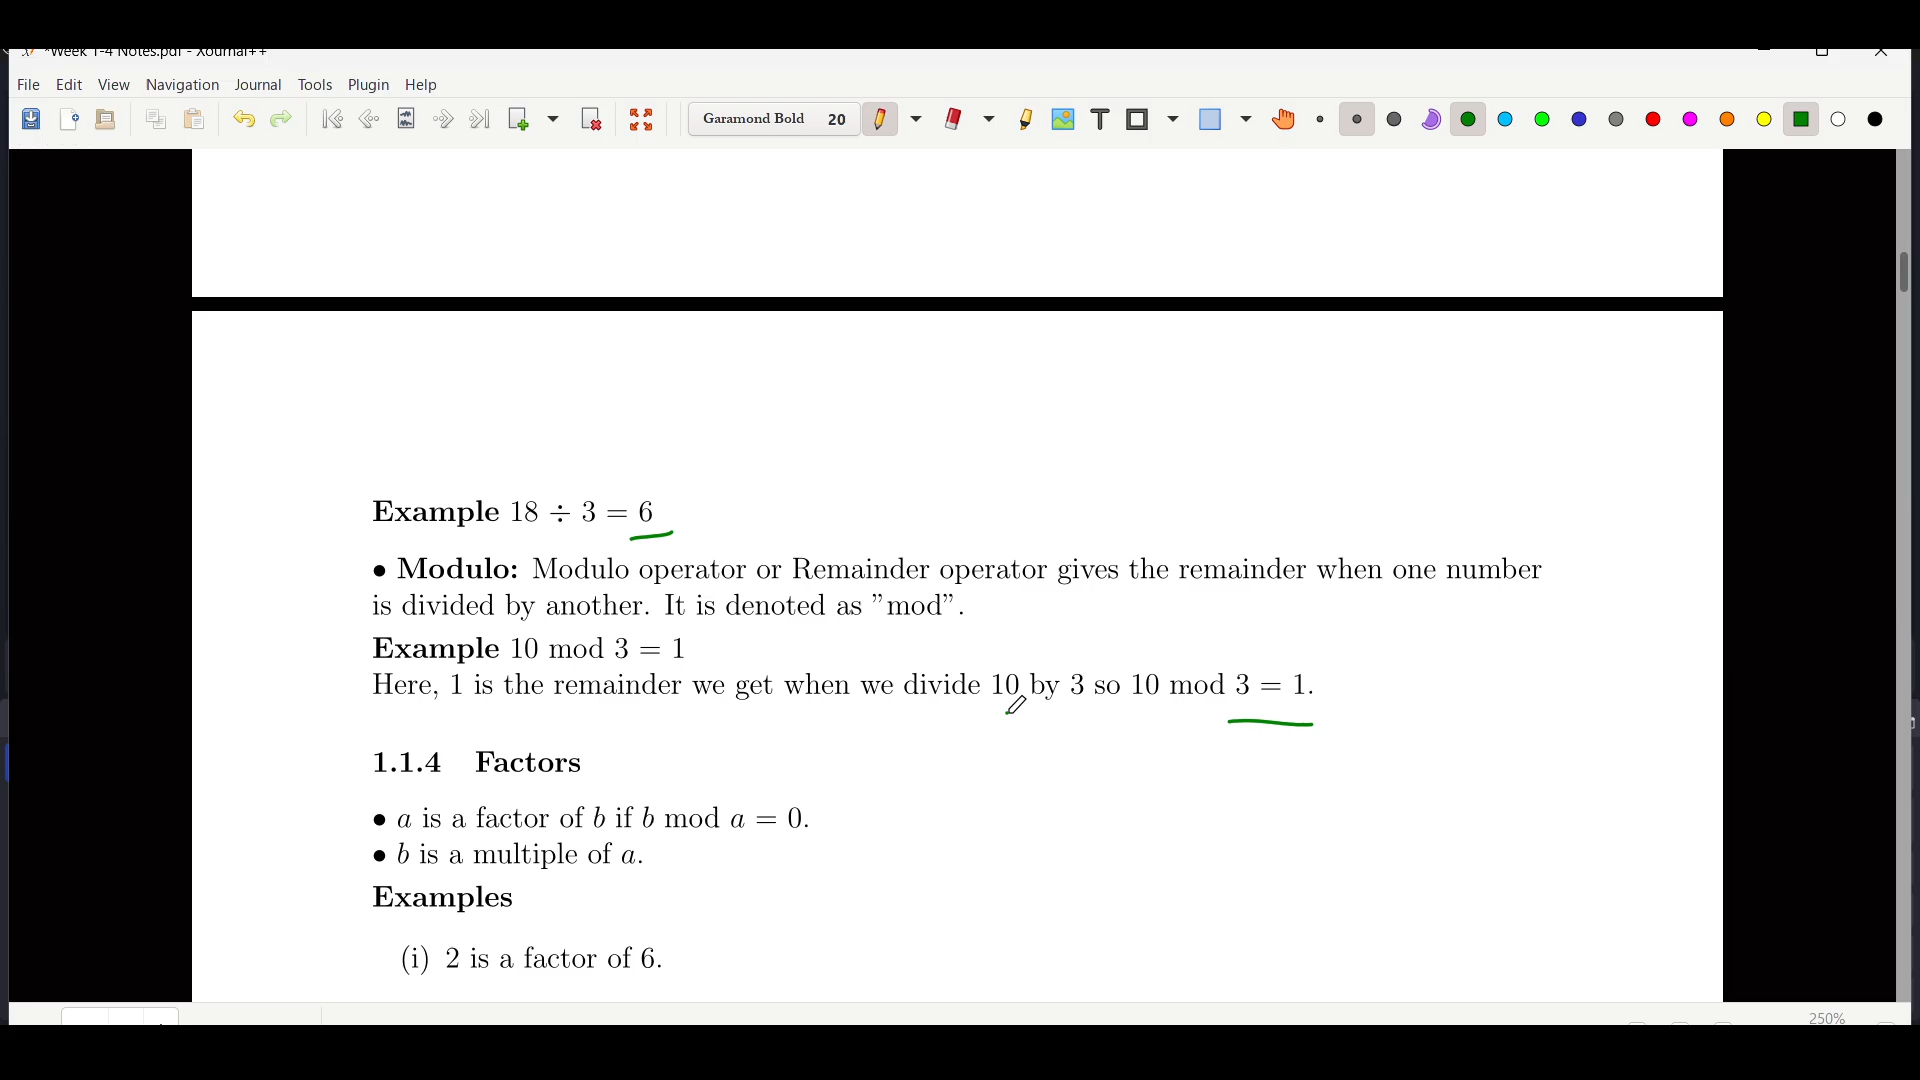 *Week 1-4 Notes.pdf - Xournal++
File Edit View Navigation Journal Tools Plugin Help
Garamond Bold 20
Example 18 ÷ 3 = 6
• Modulo: Modulo operator or Remainder operator gives the remainder when one number
is divided by another. It is denoted as ”mod”.
Example 10 mod 3 = 1
Here, 1 is the remainder we get when we divide 10 by 3 so 10 mod 3 = 1.
1.1.4 Factors
• a is a factor of b if b mod a = 0.
• b is a multiple of a.
Examples
(i) 2 is a factor of 6.
250%